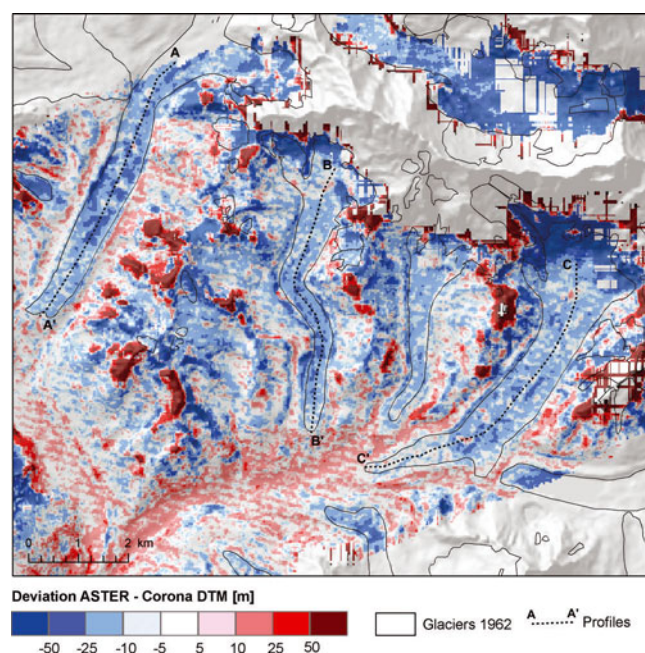 A
B
C
A'
B'
C'
0 1 2 km
Deviation ASTER - Corona DTM [m]
-50 -25 -10 -5 5 10 25 50
Glaciers 1962
A A' Profiles